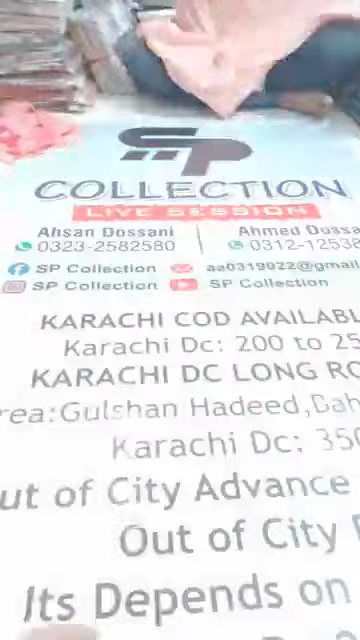 SP
COLLECTION
LIVE SESSION
Ahsan Dossani
Ahmed Dossa
0323-2582580
0312-12538
SP Collection
aa0319022@gmail
SP Collection
SP Collection
KARACHI COD AVAILABL
Karachi Dc: 200 to 25
KARACHI DC LONG RO
rea:Gulshan Hadeed,Bah
Karachi Dc: 350
ut of City Advance
Out of City
Its Depends on